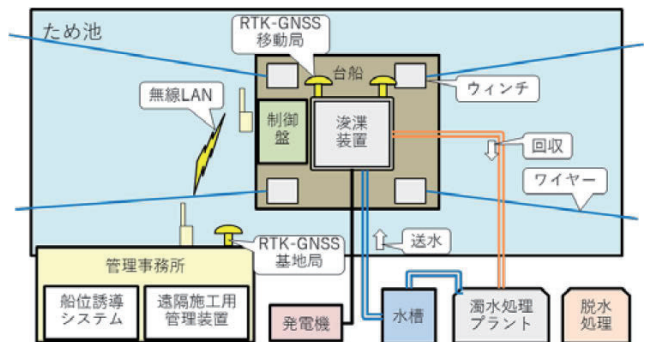 ため池
RTK-GNSS
移動局
台船
ウィンチ
無線LAN
制御
盤
浚渫
装置
回収
ワイヤー
RTK-GNSS
基地局
送水
管理事務所
船位誘導
システム
遠隔施工用
管理装置
発電機
水槽
濁水処理
プラント
脱水
処理